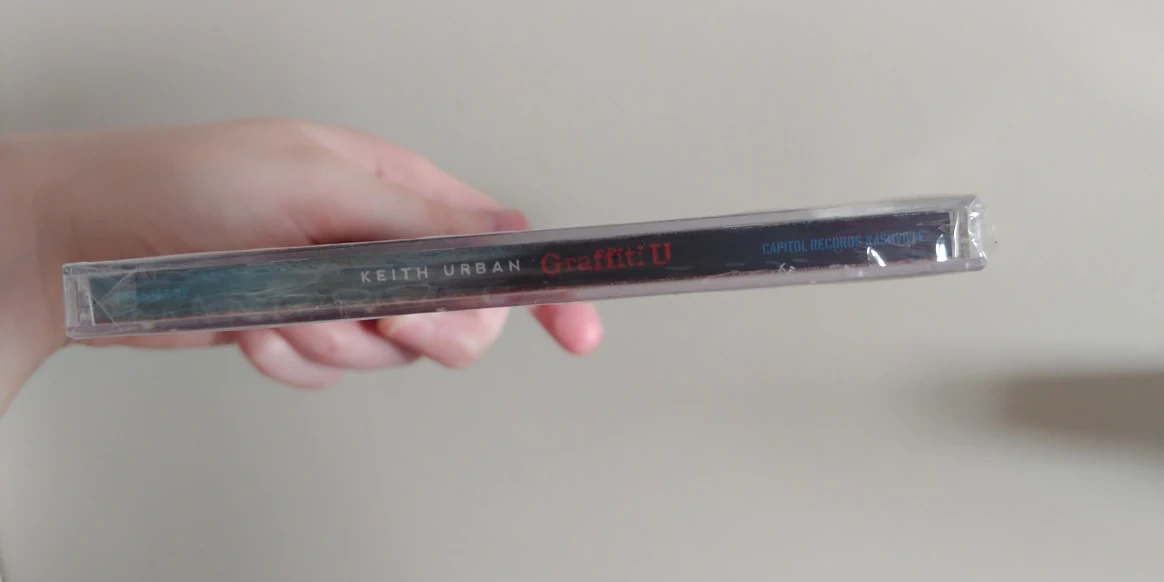 KEITH URBAN Graffiti U CAPITOL RECORDS NASHVILLE